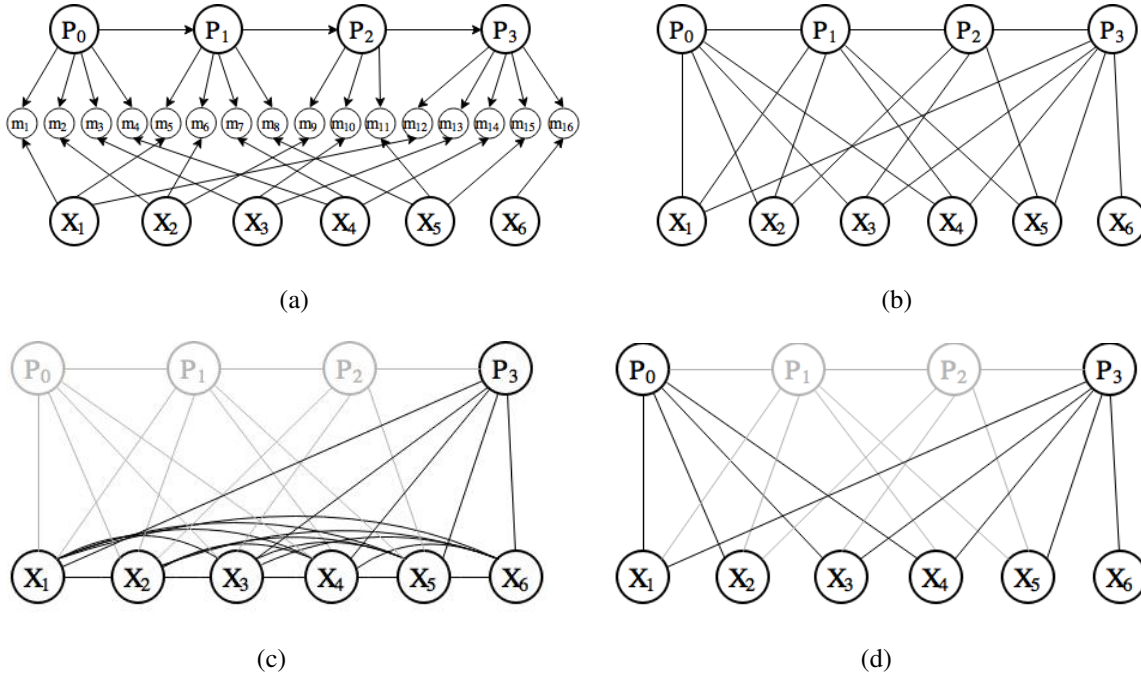 P0 P1 P2 P3
m1 m2 m3 m4 m5 m6 m7 m8 m9 m10 m11 m12 m13 m14 m15 m16
X1 X2 X3 X4 X5 X6
(a)
P0 P1 P2 P3
X1 X2 X3 X4 X5 X6
(b)
P0 P1 P2 P3
X1 X2 X3 X4 X5 X6
(c)
P0 P1 P2 P3
X1 X2 X3 X4 X5 X6
(d)